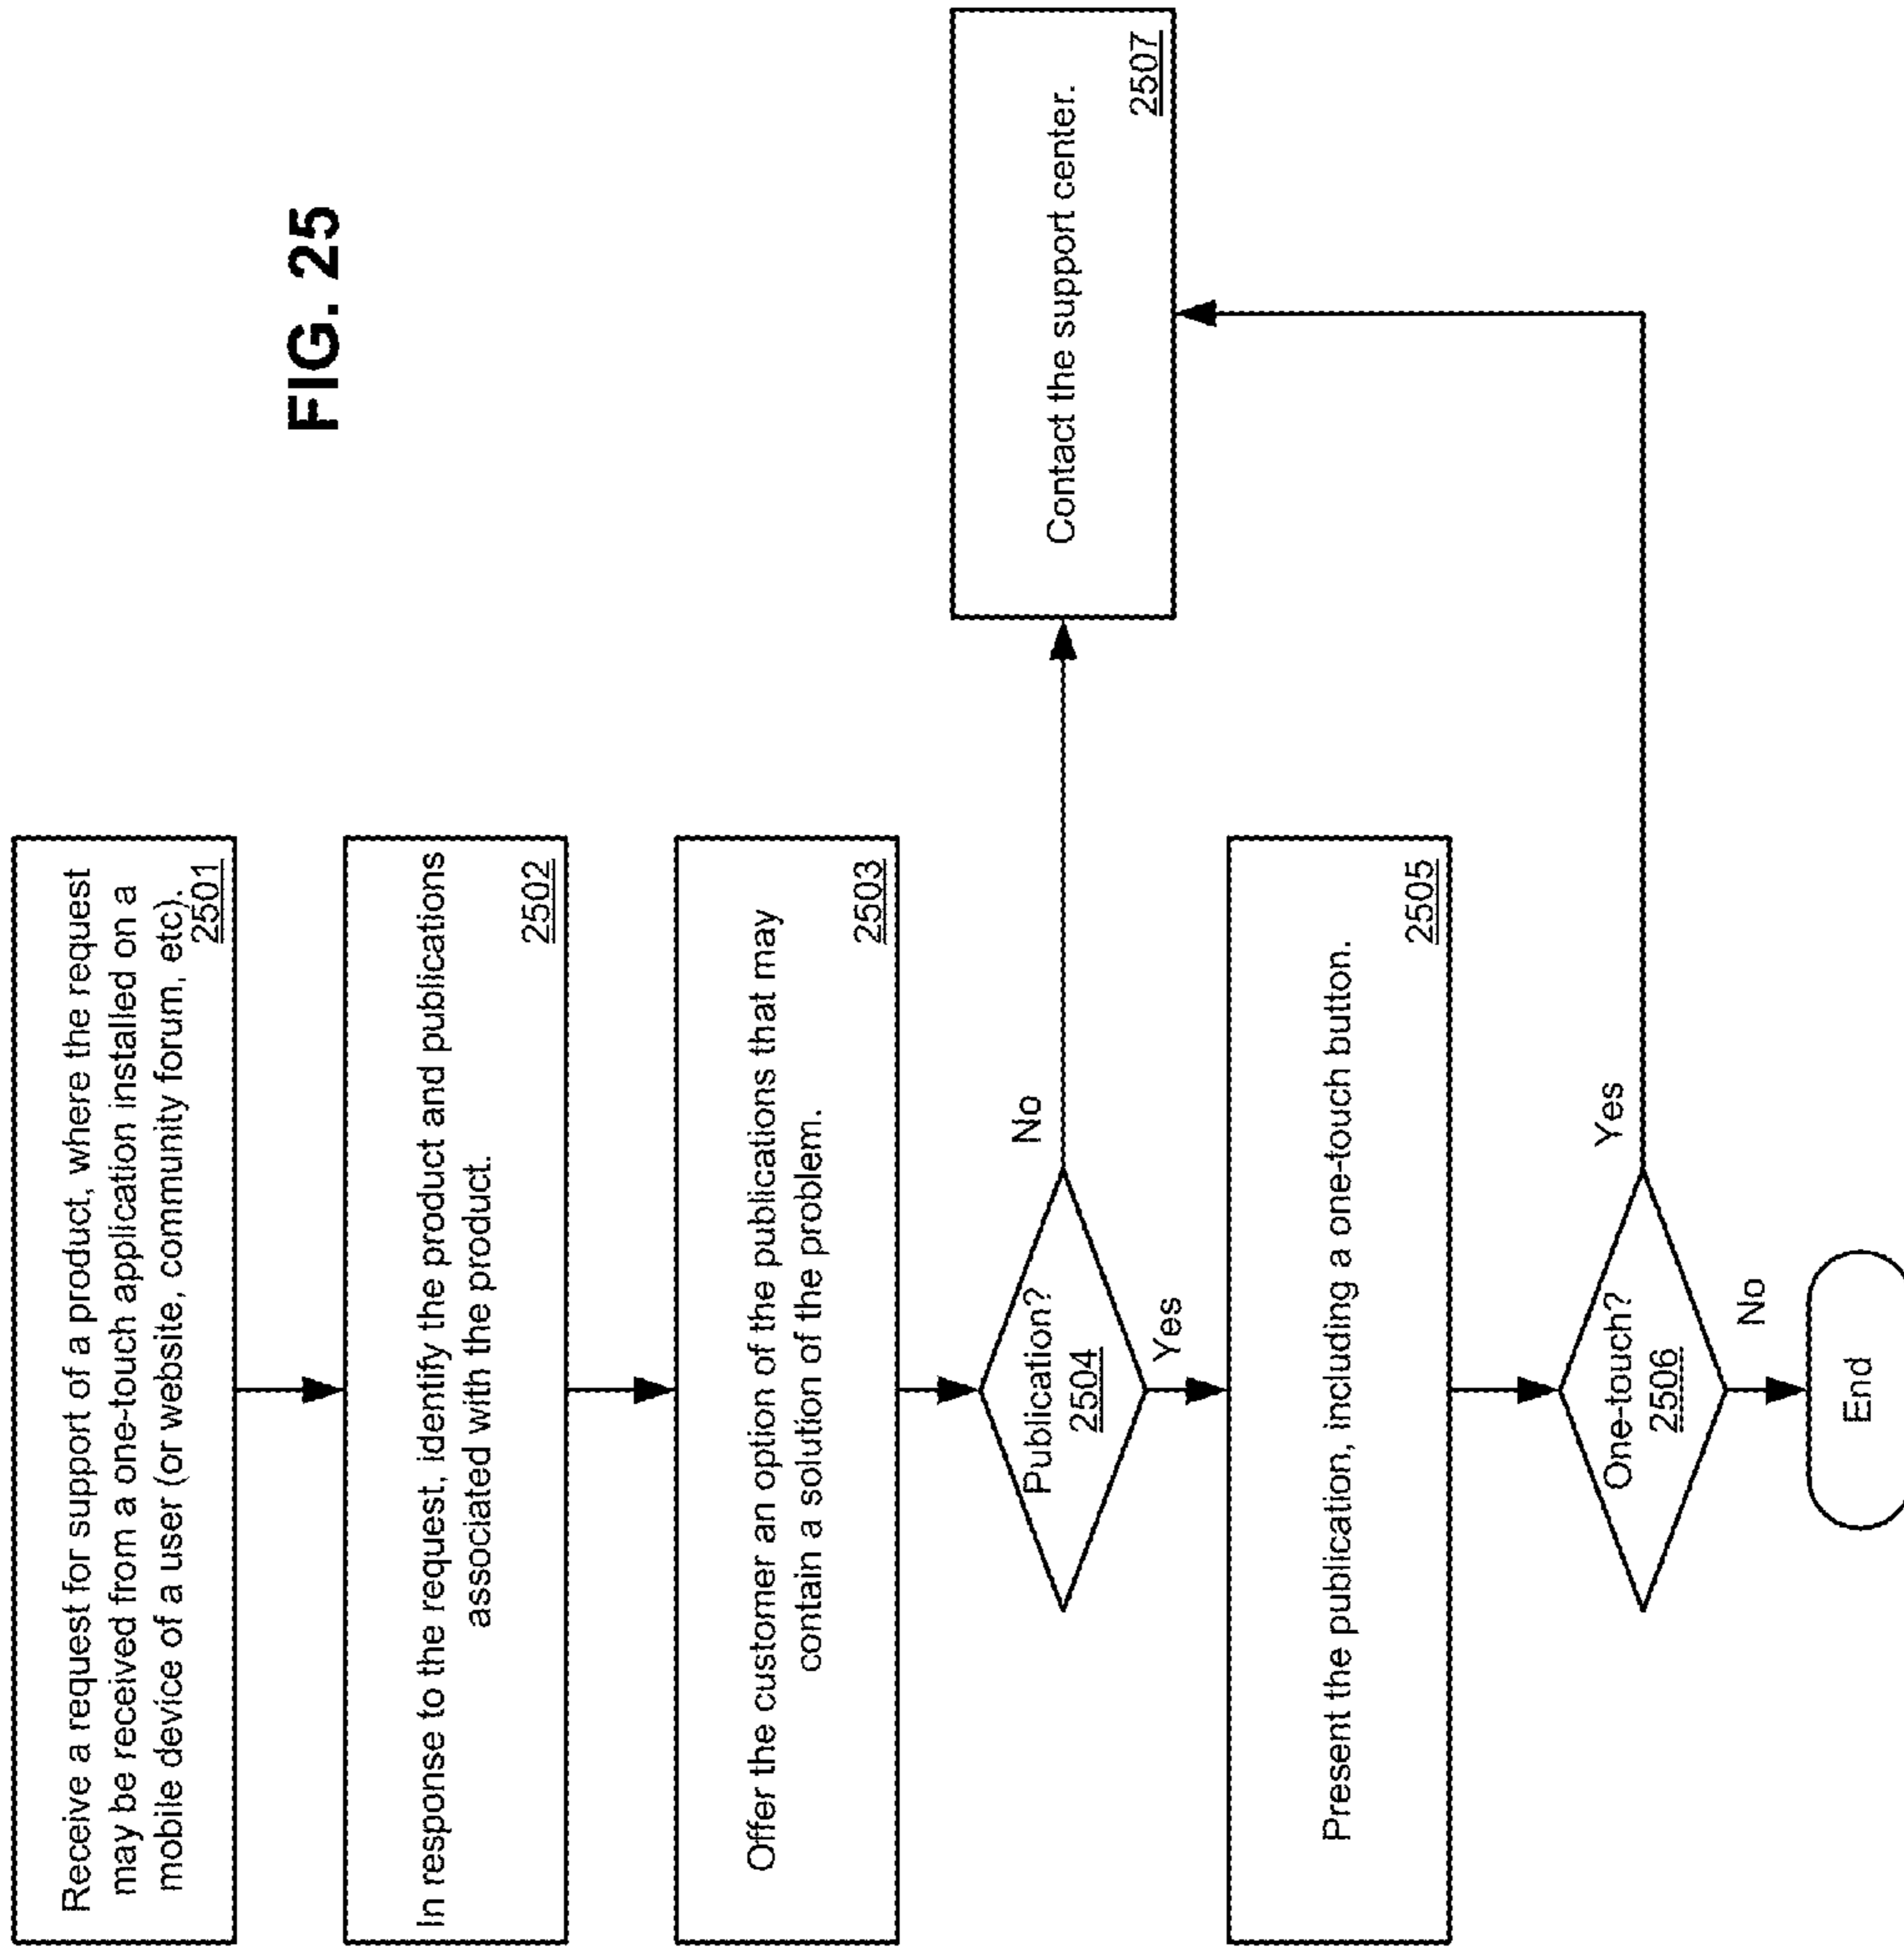 FIG. 25
Receive a request for support of a product, where the request
may be received from a one-touch application installed on a
mobile device of a user (or website, community forum, etc).
2501
In response to the request, identify the product and publications
associated with the product.
2502
Offer the customer an option of the publications that may
contain a solution of the problem.
2503
Publication?
2504
No
Yes
Contact the support center.
2507
Present the publication, including a one-touch button.
2505
One-touch?
2506
Yes
No
End